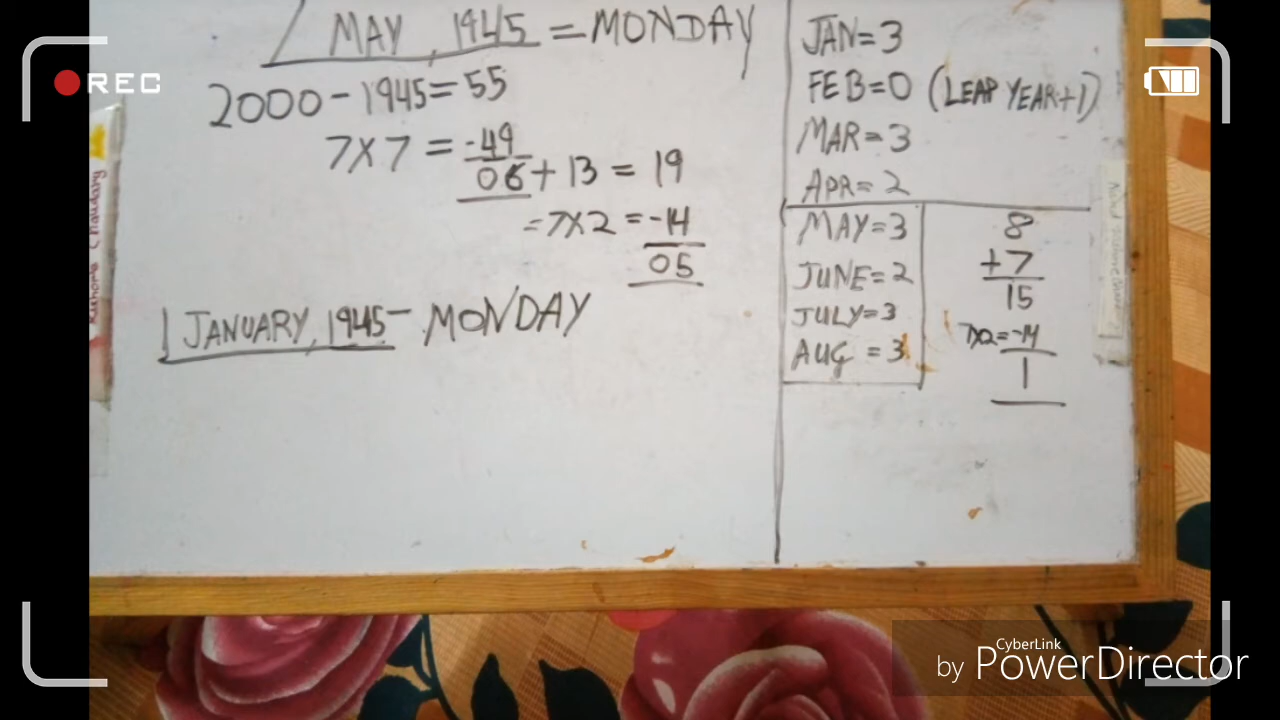 REC
MAY, 1945 = MONDAY
2000 - 1945 = 55
7X7 = -49
06 + 13 = 19
= 7X2 = -14
05
1 JANUARY, 1945 - MONDAY
JAN = 3
FEB = 0 (LEAP YEAR+1)
MAR = 3
APR = 2
MAY = 3
JUNE = 2
JULY = 3
AUG = 3
8
+7
15
7X2 = -14
1
Chaudary
CyberLink
by PowerDirector